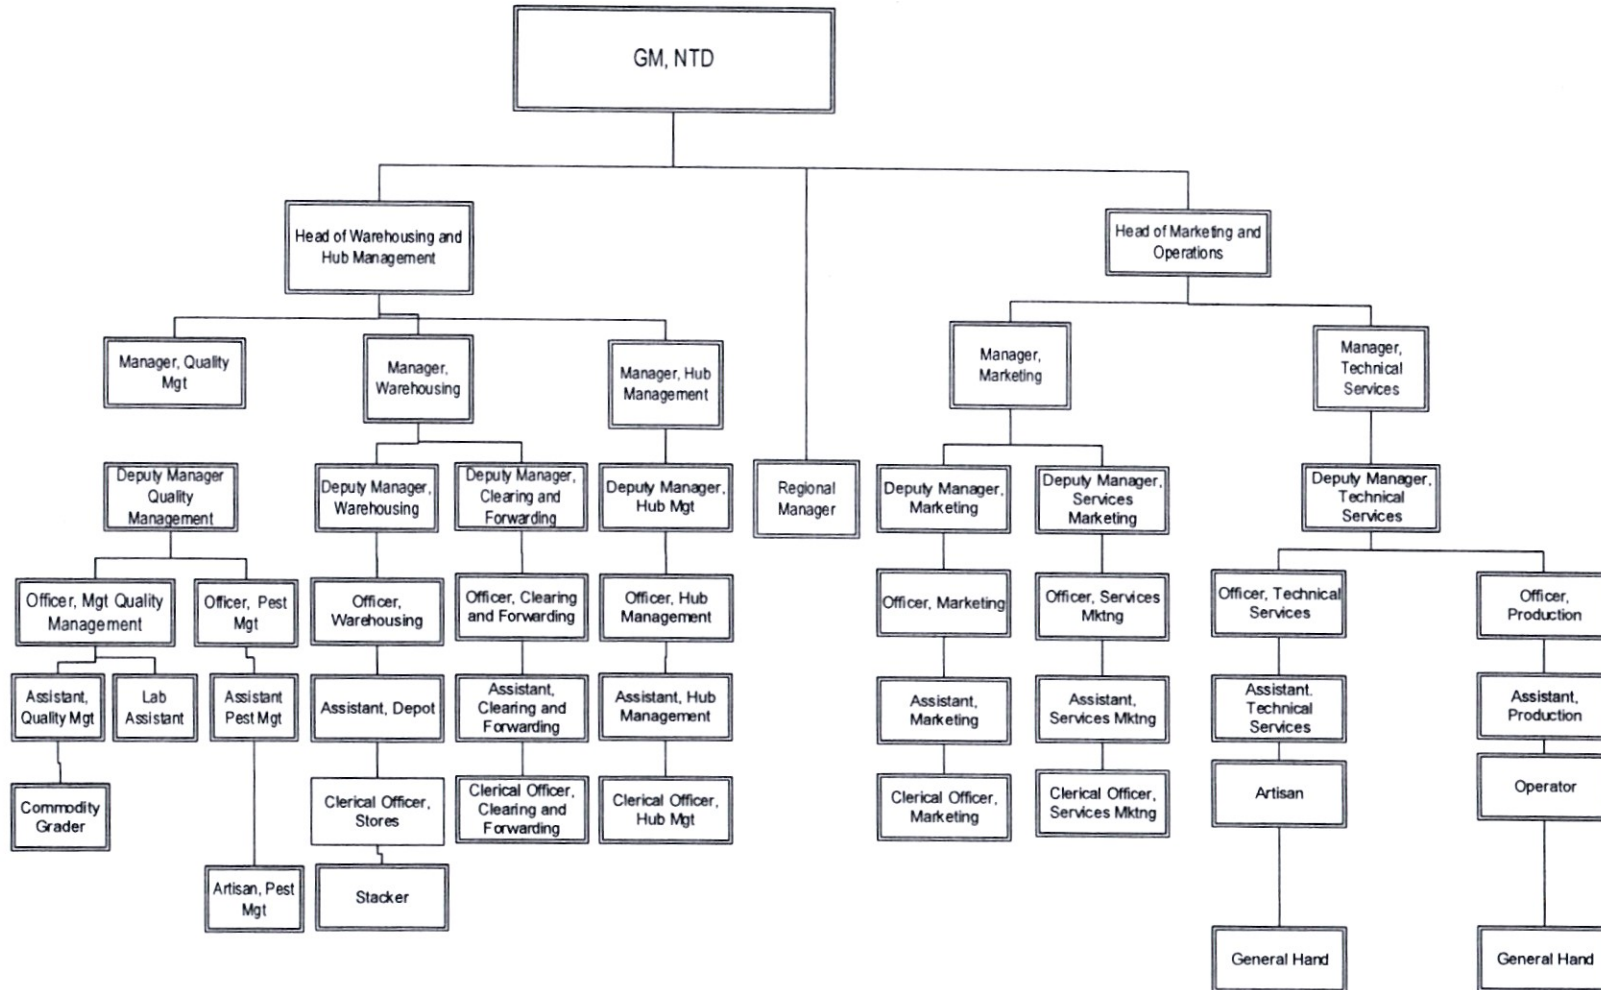 GM, NTD
Head of Warehousing and
Hub Management
Head of Marketing and
Operations
Manager, Quality
Mgt
Manager,
Warehousing
Manager, Hub
Management
Manager,
Marketing
Manager,
Technical
Services
Deputy Manager
Quality
Management
Deputy Manager,
Warehousing
Deputy Manager,
Clearing and
Forwarding
Deputy Manager,
Hub Mgt
Regional
Manager
Deputy Manager,
Marketing
Deputy Manager,
Services
Marketing
Deputy Manager,
Technical
Services
Officer, Mgt Quality
Management
Officer, Pest
Mgt
Officer,
Warehousing
Officer, Clearing
and Forwarding
Officer, Hub
Management
Officer, Marketing
Officer, Services
Mktng
Officer, Technical
Services
Officer,
Production
Assistant,
Quality Mgt
Lab
Assistant
Assistant
Pest Mgt
Assistant, Depot
Assistant,
Clearing and
Forwarding
Assistant, Hub
Management
Assistant,
Marketing
Assistant,
Services Mktng
Assistant.
Technical
Services
Assistant,
Production
Commodity
Grader
Clerical Officer,
Stores
Clerical Officer,
Clearing and
Forwarding
Clerical Officer,
Hub Mgt
Clerical Officer,
Marketing
Clerical Officer,
Services Mktng
Artisan
Operator
Artisan, Pest
Mgt
Stacker
General Hand
General Hand